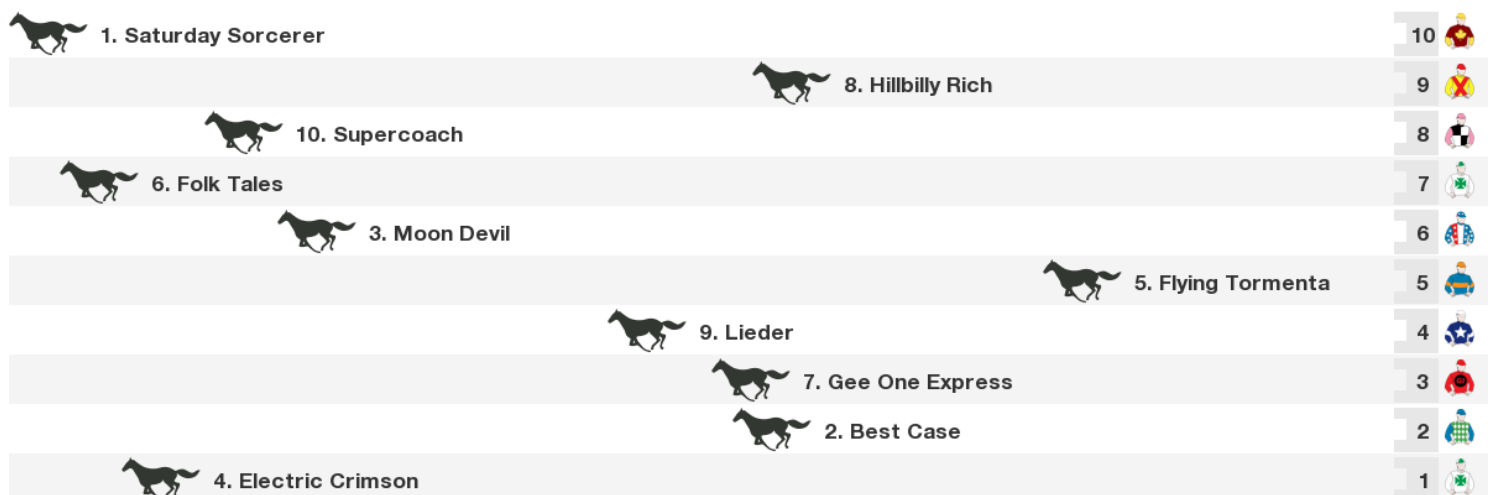 1. Saturday Sorcerer 10
8. Hillbilly Rich 9
10. Supercoach 8
6. Folk Tales 7
3. Moon Devil 6
5. Flying Tormenta 5
9. Lieder 4
7. Gee One Express 3
2. Best Case 2
4. Electric Crimson 1